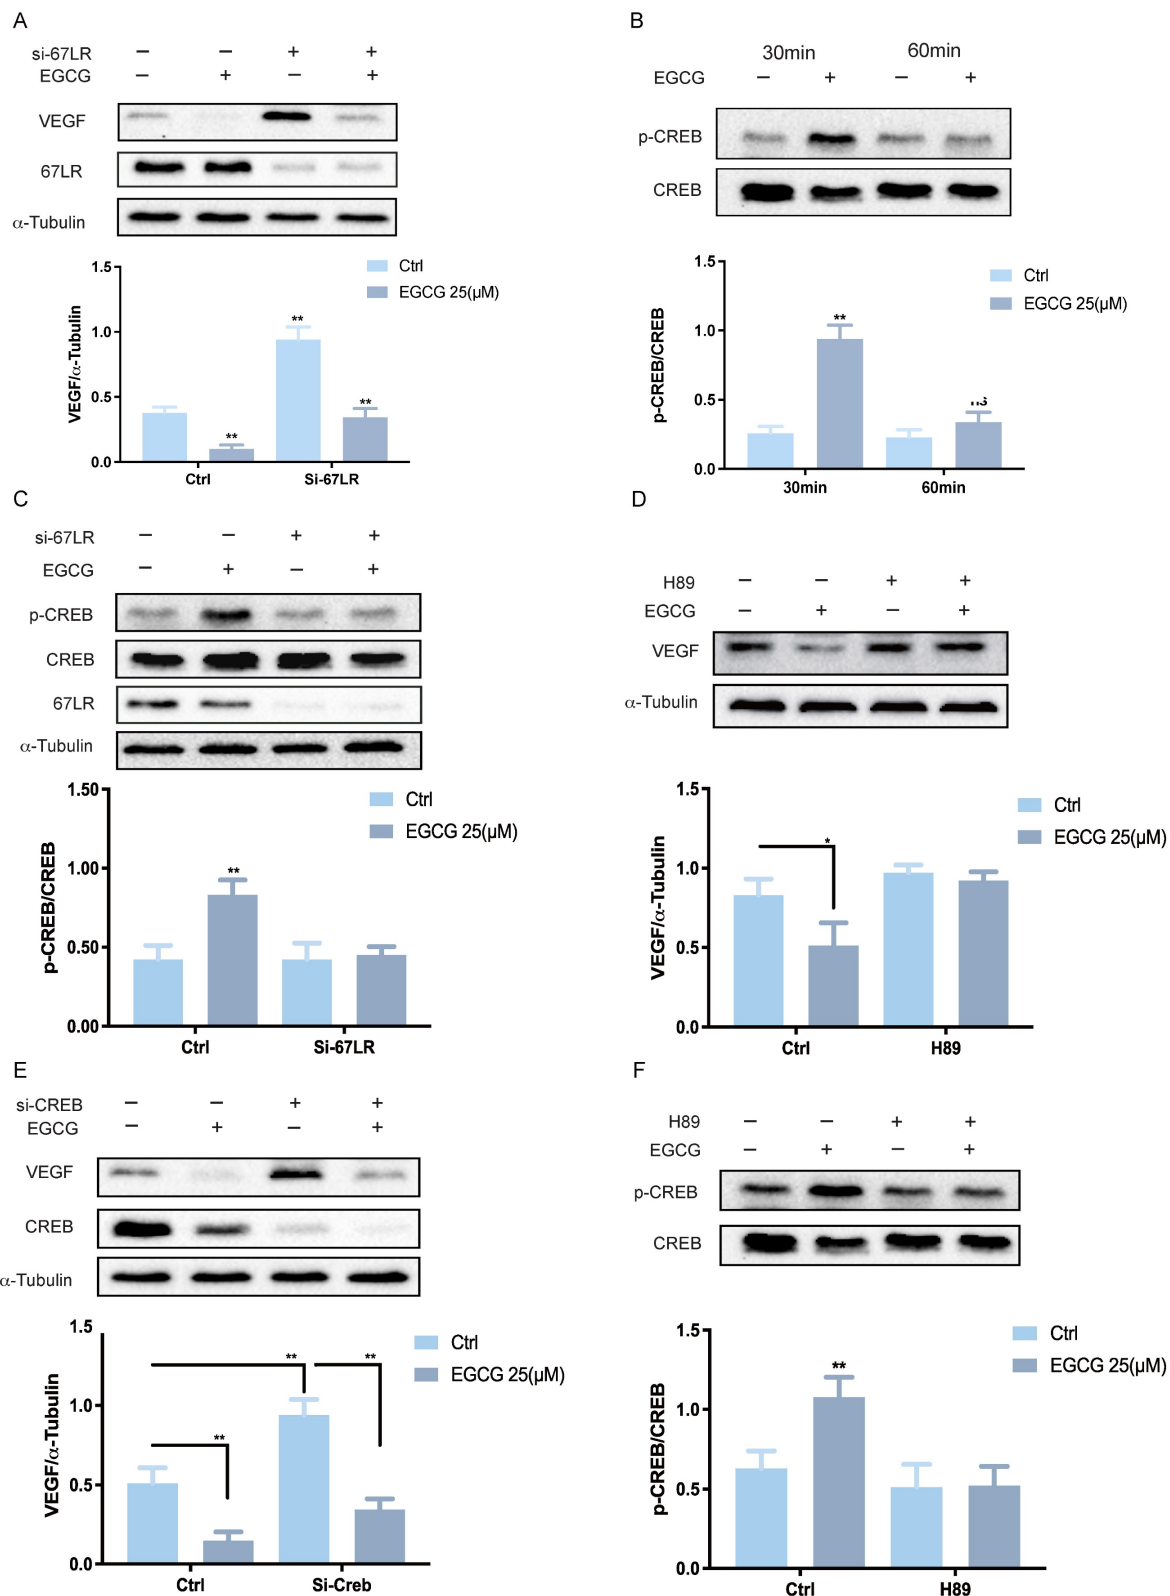 A
si-67LR − − + +
EGCG − + − +
VEGF
67LR
α-Tubulin
Ctrl
EGCG 25(μM)
VEGF/α-Tubulin
1.5
1.0
0.5
0.0
** ** **
Ctrl Si-67LR
B
30min 60min
EGCG − + − +
p-CREB
CREB
Ctrl
EGCG 25(μM)
p-CREB/CREB
1.5
1.0
0.5
0.0
** ns
30min 60min
C
si-67LR − − + +
EGCG − + − +
p-CREB
CREB
67LR
α-Tubulin
Ctrl
EGCG 25(μM)
p-CREB/CREB
1.50
1.00
0.50
0.00
**
Ctrl Si-67LR
D
H89 − − + +
EGCG − + − +
VEGF
α-Tubulin
Ctrl
EGCG 25(μM)
VEGF/α-Tubulin
1.5
1.0
0.5
0.0
*
Ctrl H89
E
si-CREB − − + +
EGCG − + − +
VEGF
CREB
α-Tubulin
Ctrl
EGCG 25(μM)
VEGF/α-Tubulin
1.5
1.0
0.5
0.0
** ** **
Ctrl Si-Creb
F
H89 − − + +
EGCG − + − +
p-CREB
CREB
Ctrl
EGCG 25(μM)
p-CREB/CREB
1.5
1.0
0.5
0.0
**
Ctrl H89